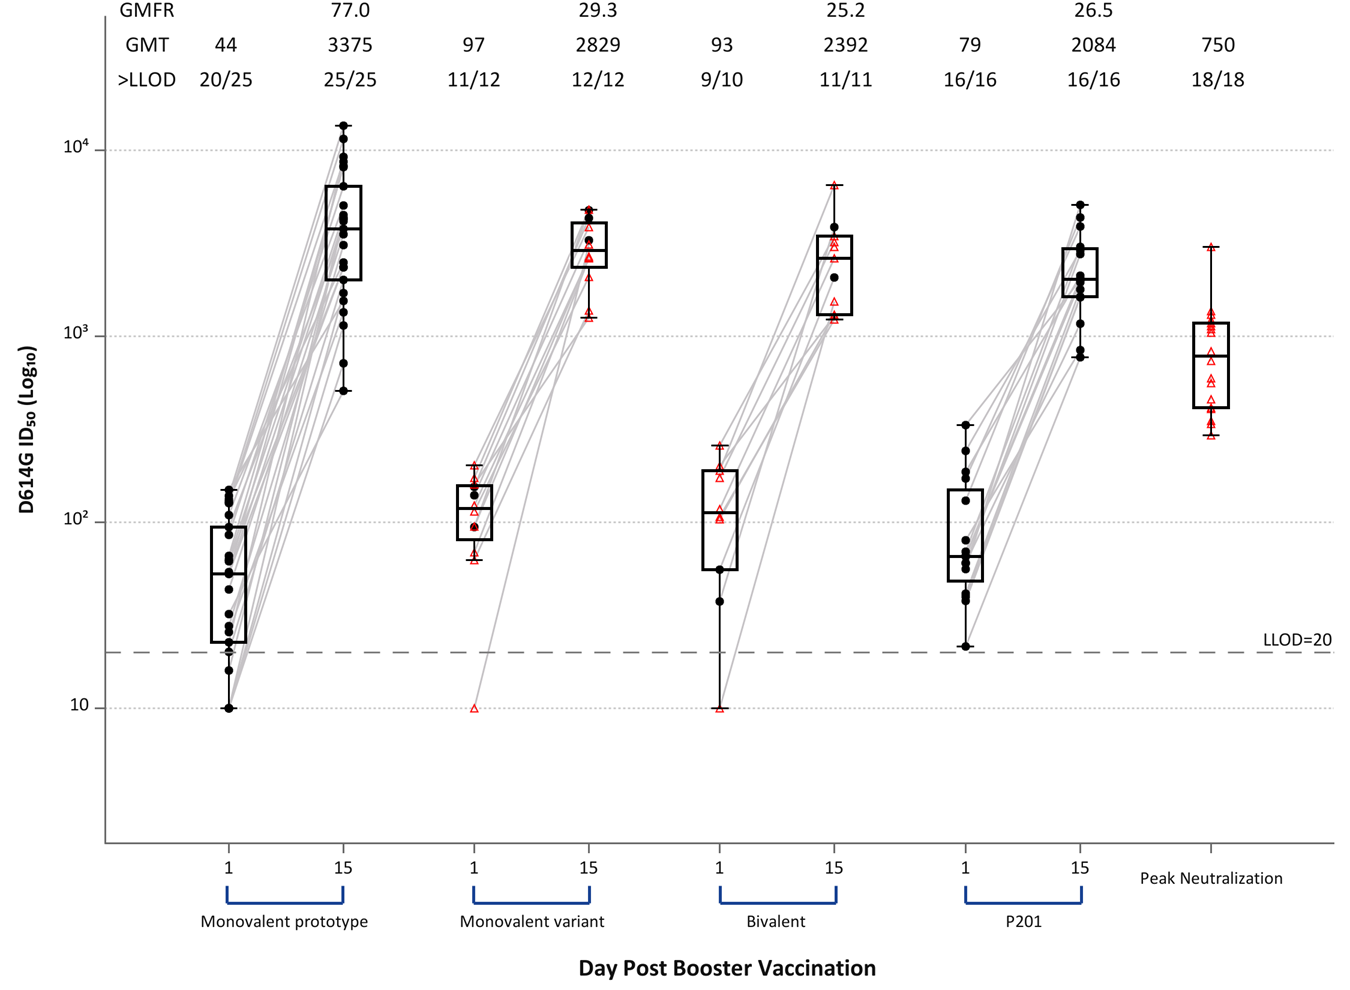 GMFR 77.0 29.3 25.2 26.5
GMT 44 3375 97 2829 93 2392 79 2084 750
>LLOD 20/25 25/25 11/12 12/12 9/10 11/11 16/16 16/16 18/18
10⁴
10³
10²
LLOD=20
10
D614G ID₅₀ (Log₁₀)
1 15 1 15 1 15 1 15
Peak Neutralization
Monovalent prototype Monovalent variant Bivalent P201
Day Post Booster Vaccination